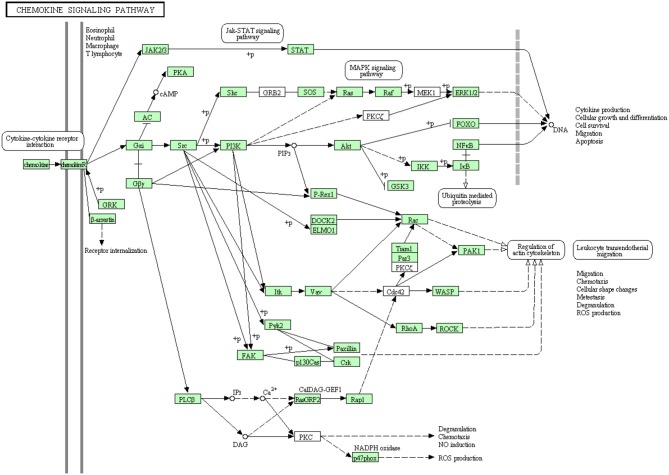 CHEMOKINE SIGNALING PATHWAY
Eosinophil
Neutrophil
Macrophage
T lymphocyte
Jak-STAT signaling
pathway
+p
JAK2/3
STAT
+p
MAPK signaling
pathway
PKA
cAMP
AC
+p
Shc
GRB2
SOS
Ras
Raf
+p
MEK1
+p
ERK1/2
PKCζ
Cytokine-cytokine receptor
interaction
chemokine
chemokineR
Gαi
Src
+p
PI3K
PIP3
Akt
+p
FOXO
NFκB
IKK
+p
IκB
GSK3
DNA
Cytokine production
Cellular growth and differentiation
Cell survival
Migration
Apoptosis
Ubiquitin mediated
proteolysis
Gβγ
+p
GRK
β-arrestin
Receptor internalization
P-Rex1
+p
DOCK2
ELMO1
Rac
Tiam1
Par3
PKCζ
PAK1
Regulation of
actin cytoskeleton
Leukocyte transendothelial
migration
Itk
Vav
Cdc42
WASP
Migration
Chemotaxis
Cellular shape changes
Metastasis
Degranulation
ROS production
+p
Pyk2
RhoA
ROCK
+p
FAK
+p
Paxillin
p130Cas
Crk
PLCβ
IP3
Ca2+
CalDAG-GEF1
RasGRP2
Rap1
DAG
PKC
Degranulation
Chemotaxis
NO induction
NADPH oxidase
p47phox
ROS production